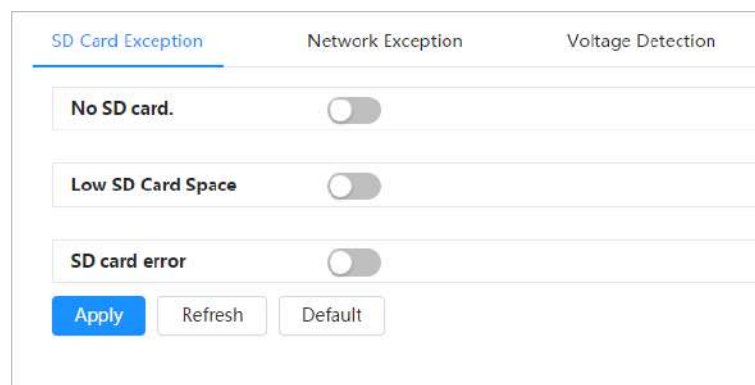 SD Card Exception Network Exception Voltage Detection
No SD card.
Low SD Card Space
SD card error
Apply Refresh Default